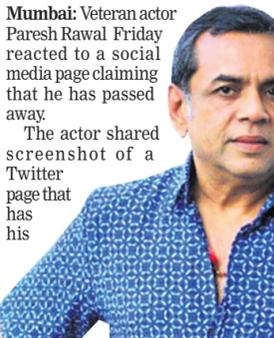 Mumbai: Veteran actor
Paresh Rawal Friday
reacted to a social
media page claiming
that he has passed
away.
The actor shared
screenshot of a
Twitter
page that
has
his